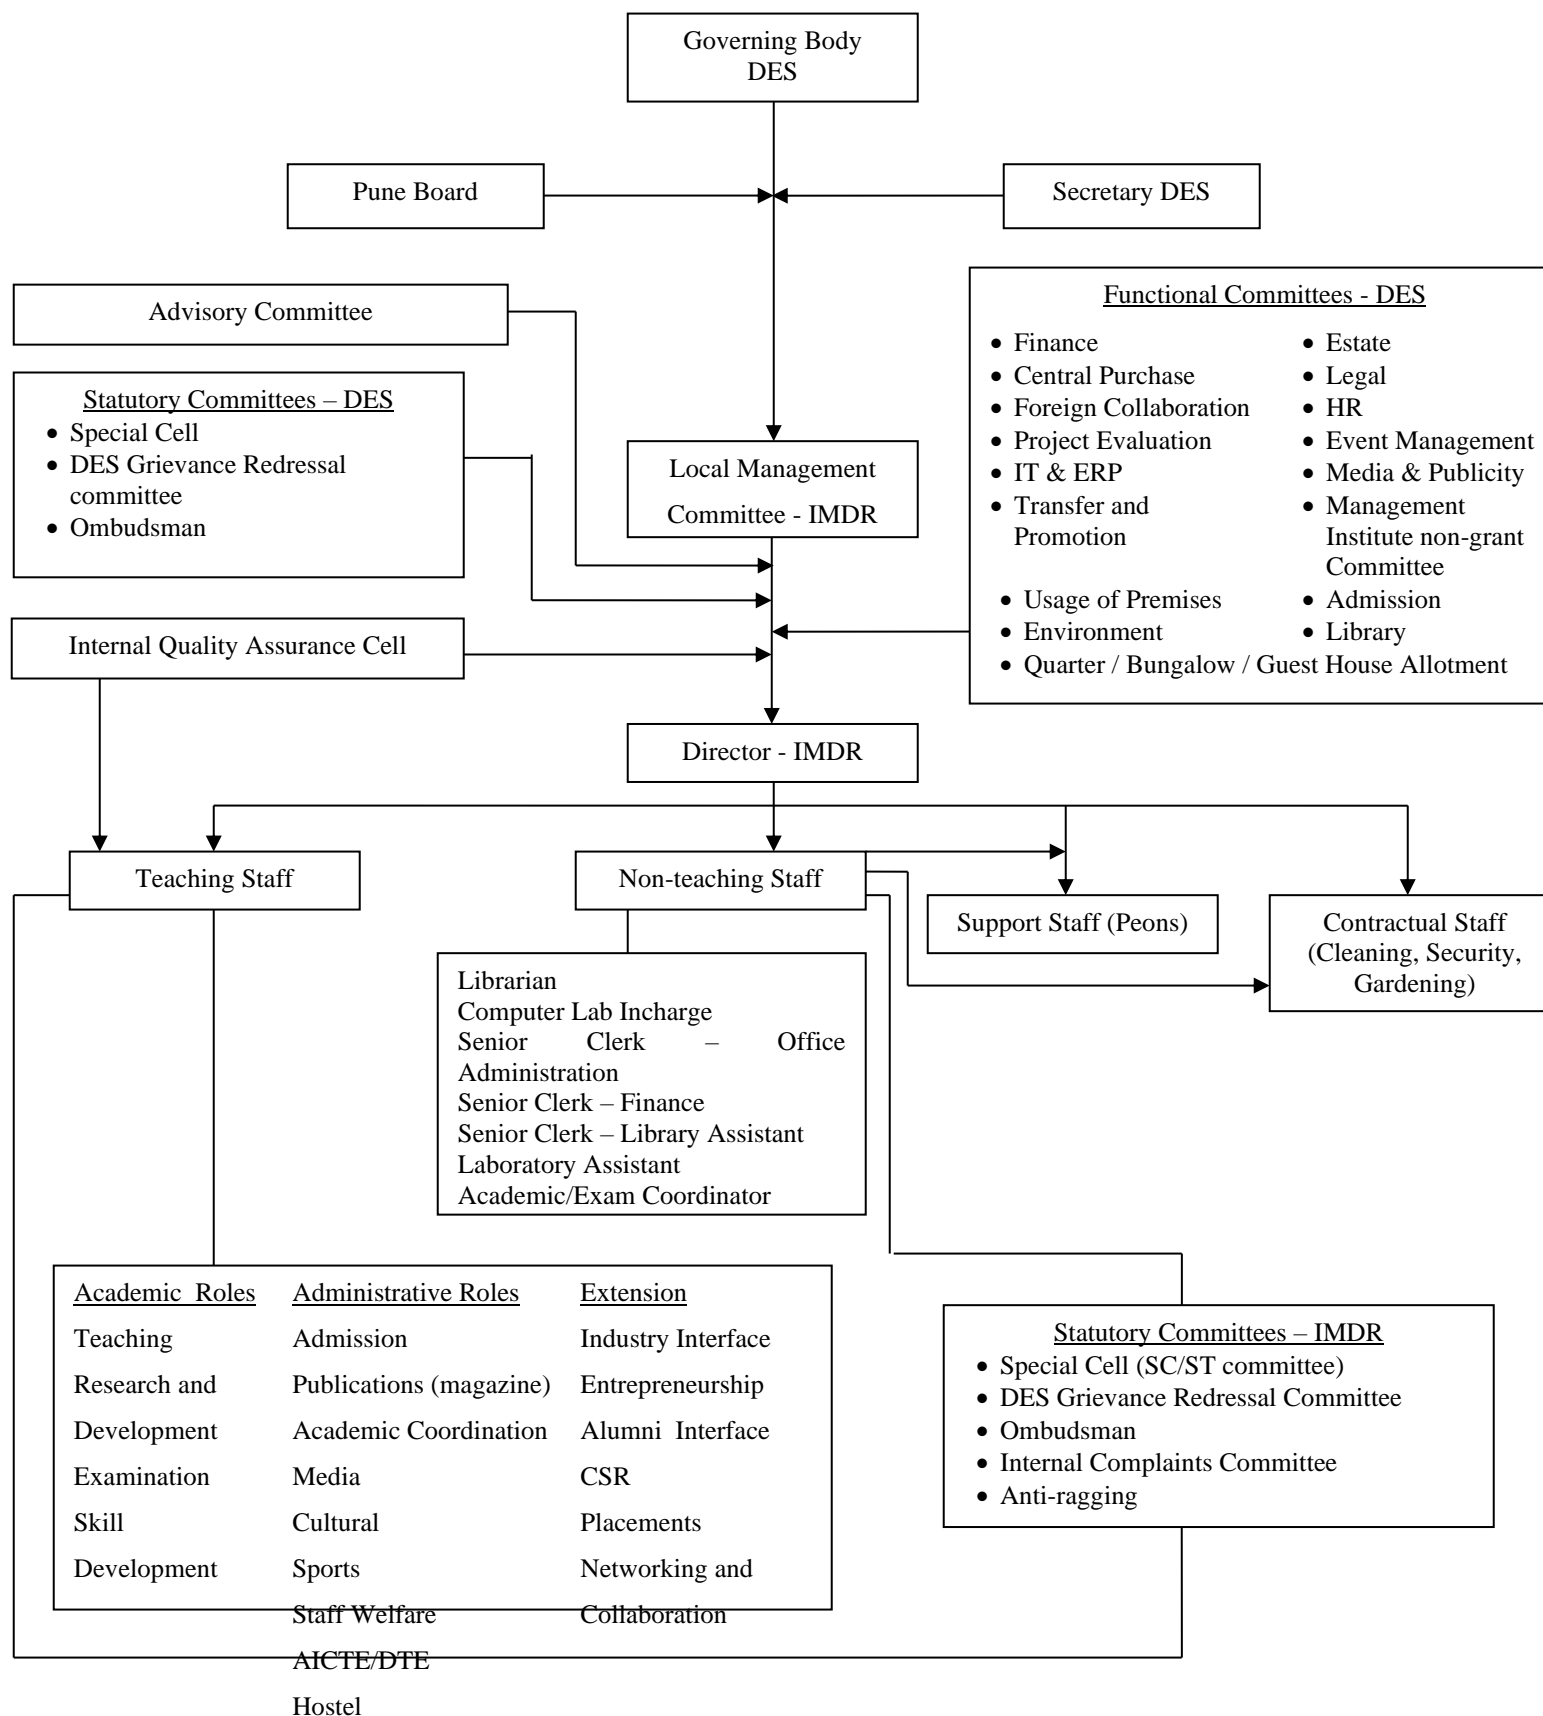 Governing Body
DES
Pune Board
Secretary DES
Advisory Committee
Statutory Committees – DES
• Special Cell
• DES Grievance Redressal
committee
• Ombudsman
Internal Quality Assurance Cell
Functional Committees - DES
• Finance
• Central Purchase
• Foreign Collaboration
• Project Evaluation
• IT & ERP
• Transfer and
Promotion
• Estate
• Legal
• HR
• Event Management
• Media & Publicity
• Management
Institute non-grant
Committee
• Usage of Premises
• Admission
• Environment
• Library
• Quarter / Bungalow / Guest House Allotment
Local Management
Committee - IMDR
Director - IMDR
Teaching Staff
Non-teaching Staff
Support Staff (Peons)
Contractual Staff
(Cleaning, Security,
Gardening)
Librarian
Computer Lab Incharge
Senior Clerk – Office
Administration
Senior Clerk – Finance
Senior Clerk – Library Assistant
Laboratory Assistant
Academic/Exam Coordinator
Academic Roles
Teaching
Research and
Development
Examination
Skill
Development
Administrative Roles
Admission
Publications (magazine)
Academic Coordination
Media
Cultural
Sports
Staff Welfare
AICTE/DTE
Hostel
Extension
Industry Interface
Entrepreneurship
Alumni Interface
CSR
Placements
Networking and
Collaboration
Statutory Committees – IMDR
• Special Cell (SC/ST committee)
• DES Grievance Redressal Committee
• Ombudsman
• Internal Complaints Committee
• Anti-ragging